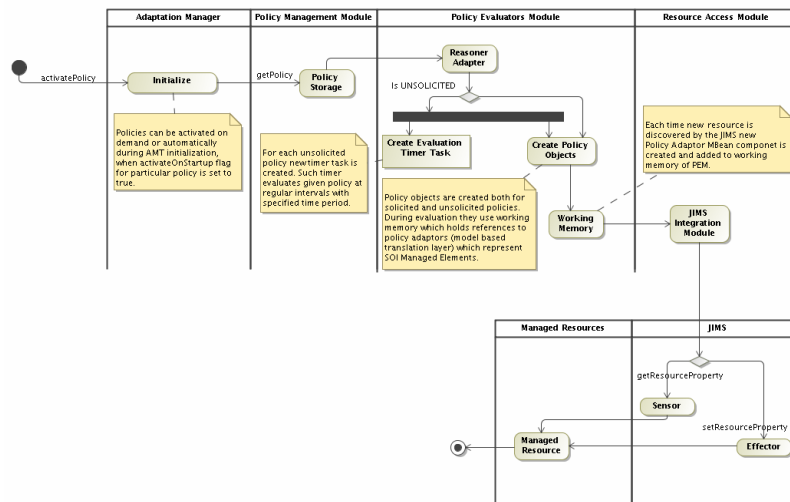 Adaptation Manager
Policy Management Module
Policy Evaluators Module
Resource Access Module
activatePolicy
Initialize
getPolicy
Policy
Storage
Reasoner
Adapter
Is UNSOLICITED
Create Evaluation
Timer Task
Create Policy
Objects
Policies can be activated on
demand or automatically
during AMT initialization,
when activateOnStartup flag
for particular policy is set to
true.
For each unsolicited
policy newtimer task is
created. Such timer
evaluates given policy at
regular intervals with
specified time period.
Policy objects are created both for
solicited and unsolicited policies.
During evaluation they use working
memory which holds references to
policy adaptors (model based
translation layer) which represent
SOI Managed Elements.
Each time new resource is
discovered by the JIMS new
Policy Adaptor MBean componet is
created and added to working
memory of PEM.
Working
Memory
JIMS
Integration
Module
Managed Resources
JIMS
getResourceProperty
Sensor
setResourceProperty
Managed
Resource
Effector